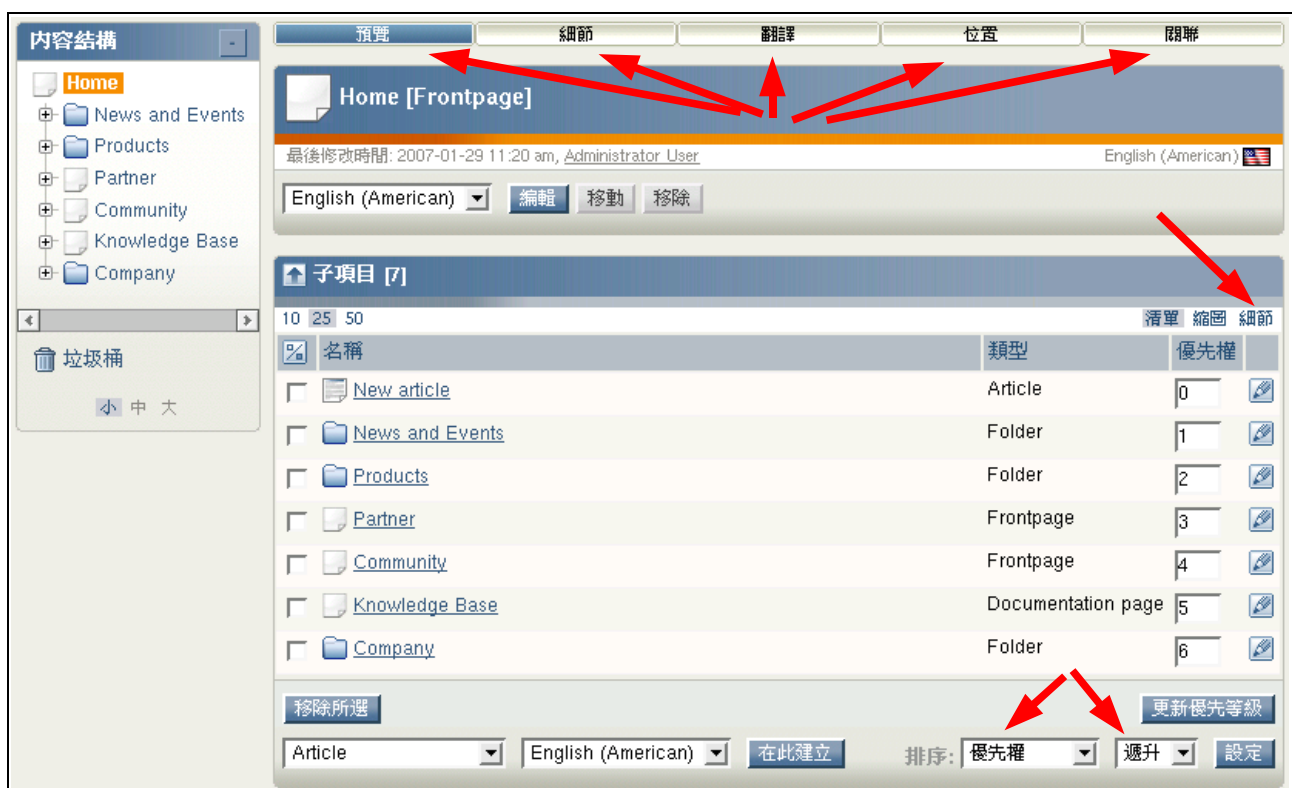 内容結構 -
Home
News and Events
Products
Partner
Community
Knowledge Base
Company
垃圾桶
小 中 大
預覽 細節 翻譯 位置 關聯
Home [Frontpage]
最後修改時間: 2007-01-29 11:20 am, Administrator User English (American)
English (American) 編輯 移動 移除
子項目 [7]
10 25 50 清單 縮圖 細節
名稱 類型 優先權
New article Article 0
News and Events Folder 1
Products Folder 2
Partner Frontpage 3
Community Frontpage 4
Knowledge Base Documentation page 5
Company Folder 6
移除所選 更新優先等級
Article English (American) 在此建立 排序: 優先權 遞升 設定